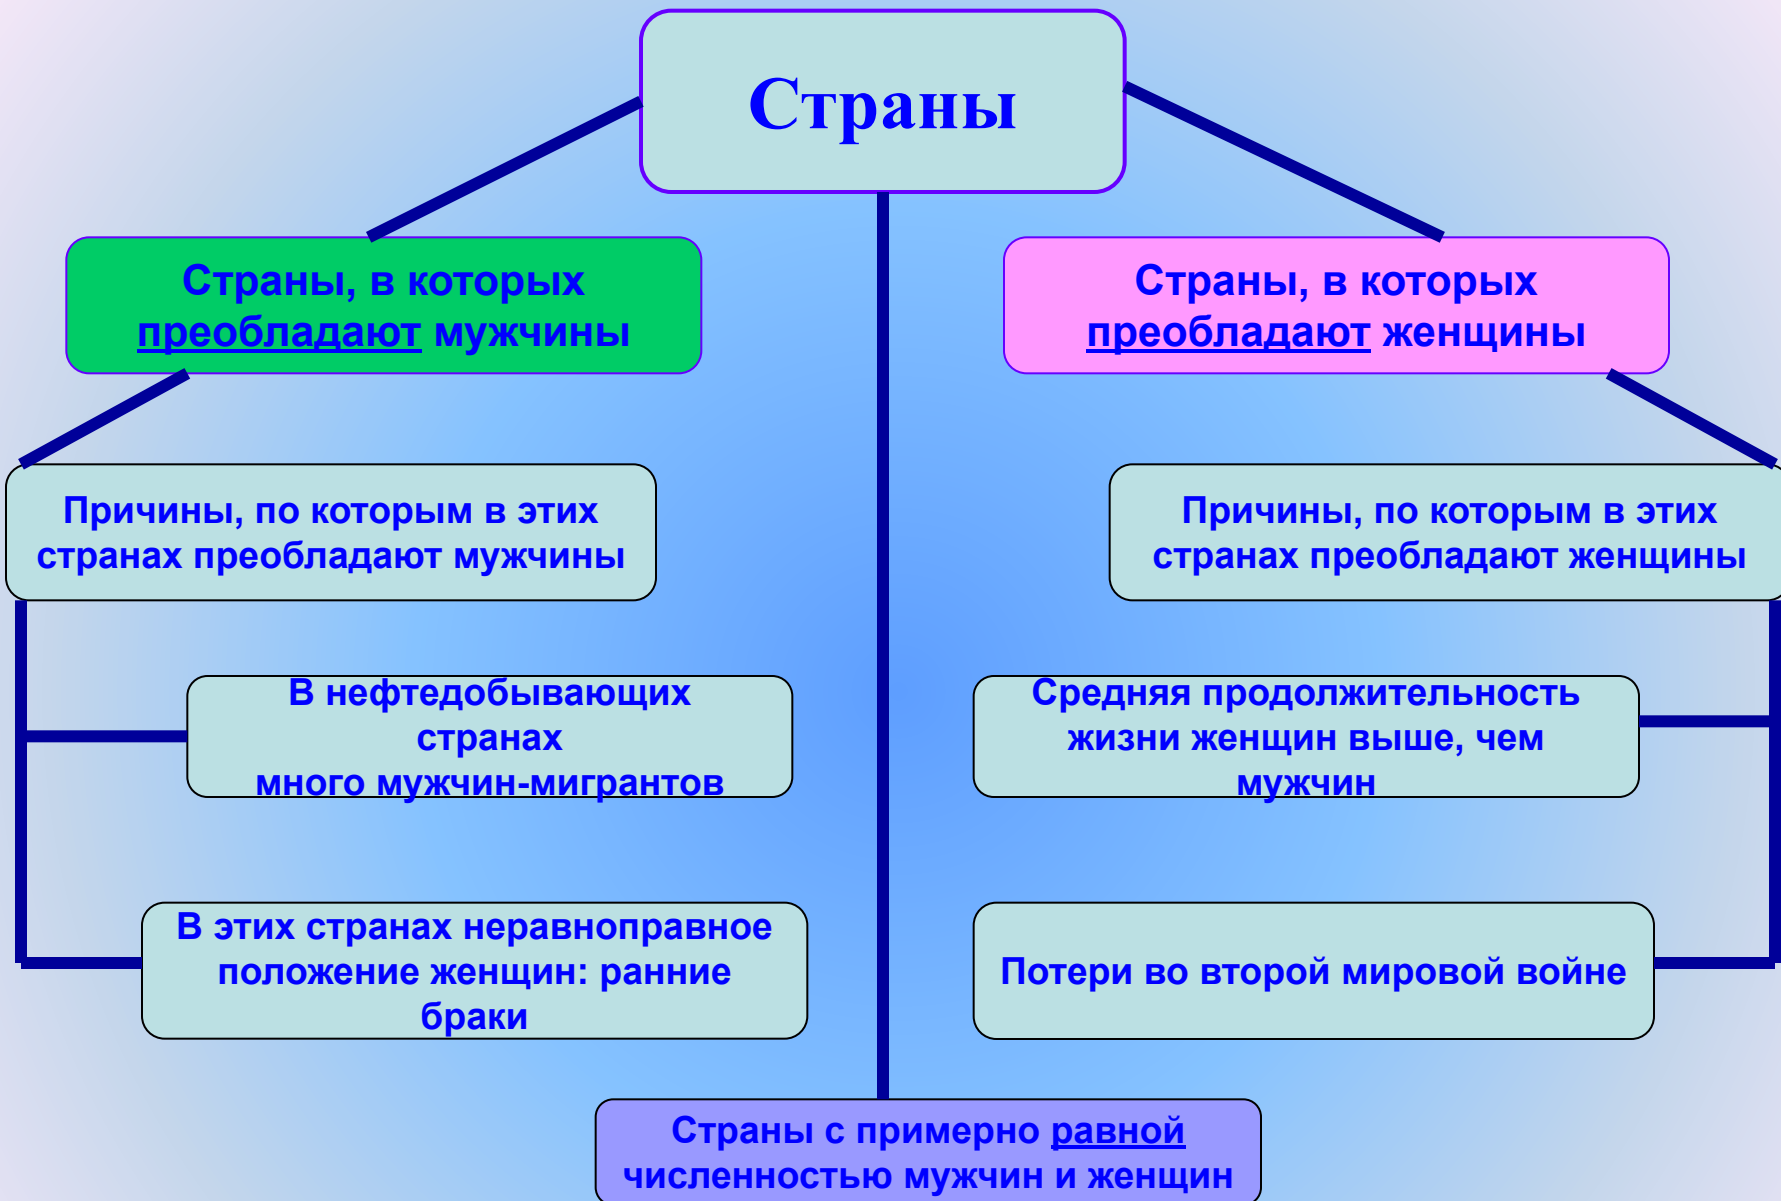 Страны
Страны, в которых
преобладают мужчины
Страны, в которых
преобладают женщины
Причины, по которым в этих
странах преобладают мужчины
Причины, по которым в этих
странах преобладают женщины
В нефтедобывающих
странах
много мужчин-мигрантов
Средняя продолжительность
жизни женщин выше, чем
мужчин
В этих странах неравноправное
положение женщин: ранние
браки
Потери во второй мировой войне
Страны с примерно равной
численностью мужчин и женщин